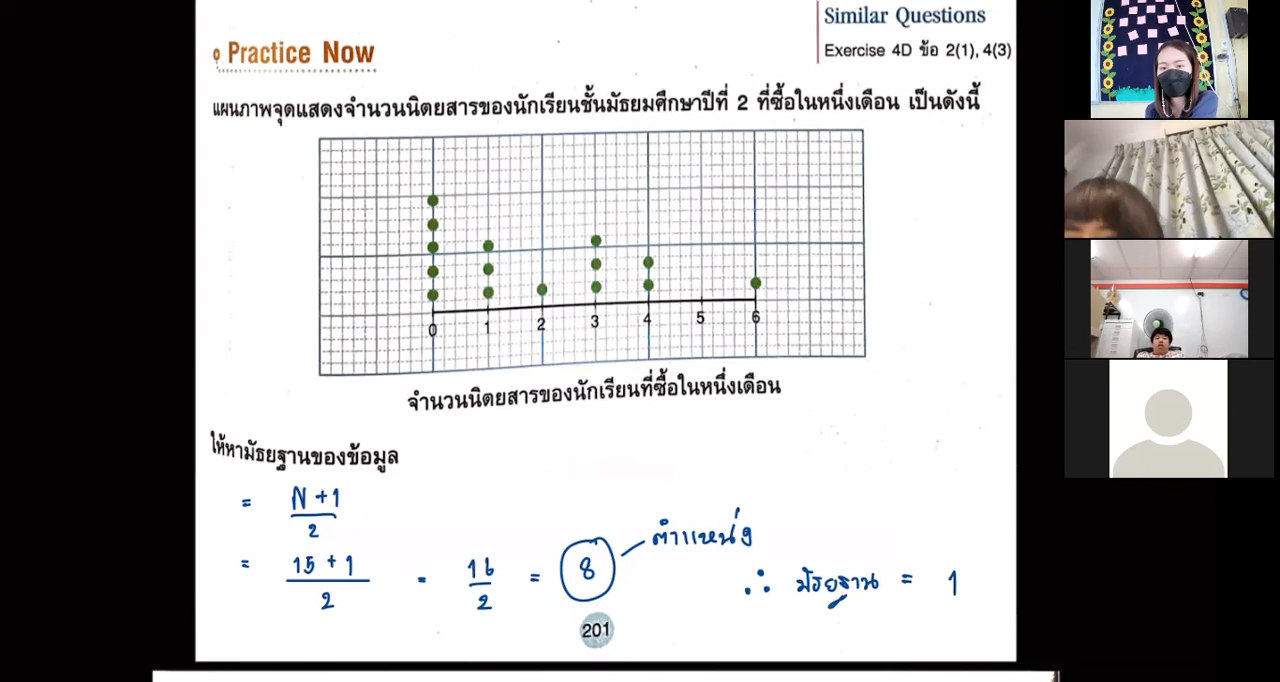 Similar Questions
Exercise 4D ข้อ 2(1), 4(3)
Practice Now
แผนภาพจุดแสดงจำนวนนิตยสารของนักเรียนชั้นมัธยมศึกษาปีที่ 2 ที่ซื้อในหนึ่งเดือน เป็นดังนี้
0 1 2 3 4 5 6
จำนวนนิตยสารของนักเรียนที่ซื้อในหนึ่งเดือน
ให้หามัธยฐานของข้อมูล
= N+1
2
= 15 + 1 = 16 = 8 ตำแหน่ง ∴ มัธยฐาน = 1
2 2
201